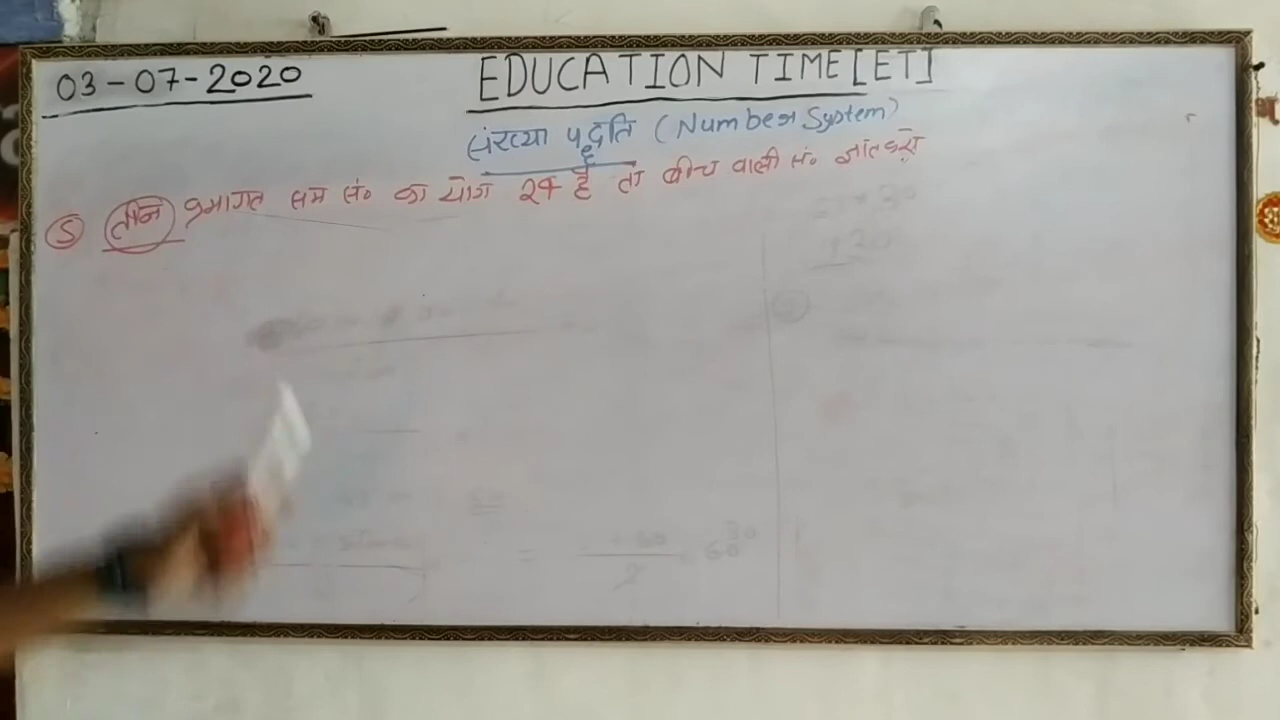 03-07-2020
EDUCATION TIME [ET]
संख्या पद्धति (Number System)
5 तीन क्रमागत सम सं० का योग 24 है तो बीच वाली सं० ज्ञात करो